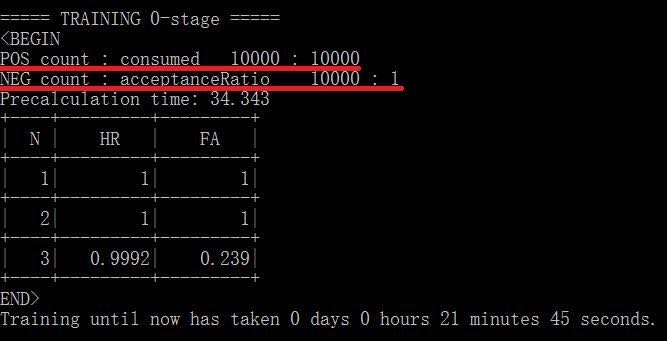 ===== TRAINING 0-stage =====
<BEGIN
POS count : consumed   10000 : 10000
NEG count : acceptanceRatio    10000 : 1
Precalculation time: 34.343
+----+---------+---------+
|  N |    HR   |    FA   |
+----+---------+---------+
|   1|        1|        1|
+----+---------+---------+
|   2|        1|        1|
+----+---------+---------+
|   3|   0.9992|    0.239|
+----+---------+---------+
END>
Training until now has taken 0 days 0 hours 21 minutes 45 seconds.